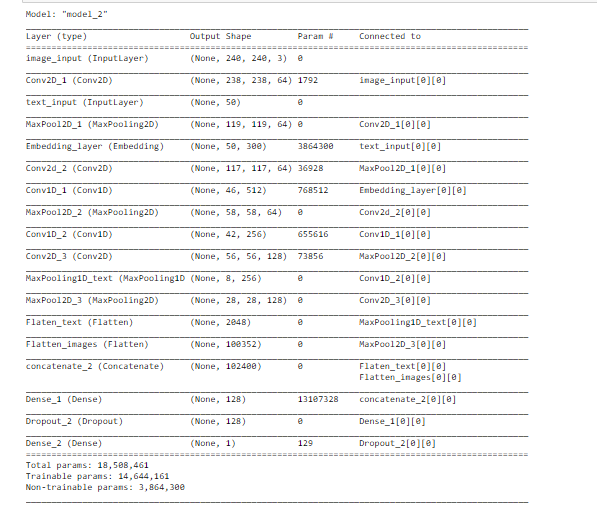 Model: "model_2"
Layer (type) Output Shape Param # Connected to
image_input (InputLayer) (None, 240, 240, 3) 0
Conv2D_1 (Conv2D) (None, 238, 238, 64) 1792 image_input[0][0]
text_input (InputLayer) (None, 50) 0
MaxPool2D_1 (MaxPooling2D) (None, 119, 119, 64) 0 Conv2D_1[0][0]
Embedding_layer (Embedding) (None, 50, 300) 3864300 text_input[0][0]
Conv2d_2 (Conv2D) (None, 117, 117, 64) 36928 MaxPool2D_1[0][0]
Conv1D_1 (Conv1D) (None, 46, 512) 768512 Embedding_layer[0][0]
MaxPool2D_2 (MaxPooling2D) (None, 58, 58, 64) 0 Conv2d_2[0][0]
Conv1D_2 (Conv1D) (None, 42, 256) 655616 Conv1D_1[0][0]
Conv2D_3 (Conv2D) (None, 56, 56, 128) 73856 MaxPool2D_2[0][0]
MaxPooling1D_text (MaxPooling1D (None, 8, 256) 0 Conv1D_2[0][0]
MaxPool2D_3 (MaxPooling2D) (None, 28, 28, 128) 0 Conv2D_3[0][0]
Flaten_text (Flatten) (None, 2048) 0 MaxPooling1D_text[0][0]
Flatten_images (Flatten) (None, 100352) 0 MaxPool2D_3[0][0]
concatenate_2 (Concatenate) (None, 102400) 0 Flaten_text[0][0]
Flatten_images[0][0]
Dense_1 (Dense) (None, 128) 13107328 concatenate_2[0][0]
Dropout_2 (Dropout) (None, 128) 0 Dense_1[0][0]
Dense_2 (Dense) (None, 1) 129 Dropout_2[0][0]
Total params: 18,508,461
Trainable params: 14,644,161
Non-trainable params: 3,864,300